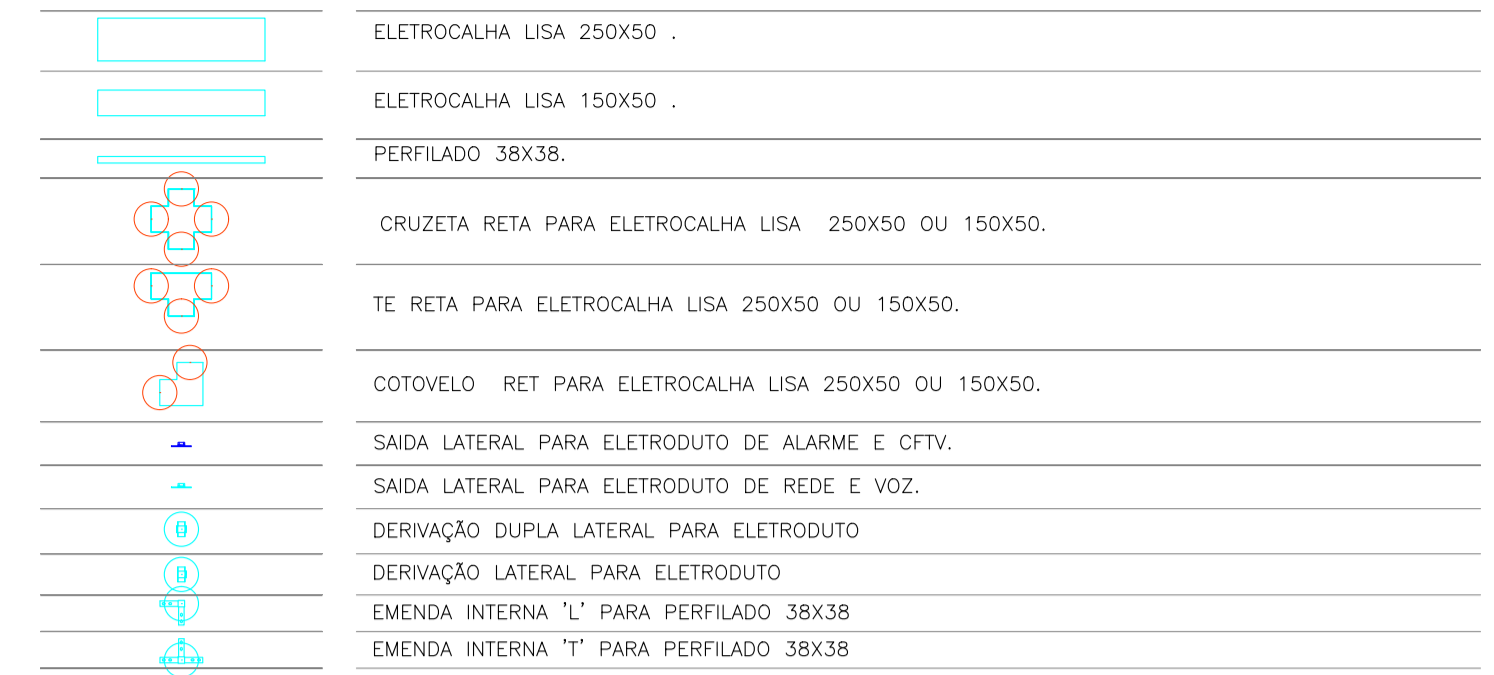 ELETROCALHA LISA 250X50 .
ELETROCALHA LISA 150X50 .
PERFILADO 38X38.
CRUZETA RETA PARA ELETROCALHA LISA 250X50 OU 150X50.
TE RETA PARA ELETROCALHA LISA 250X50 OU 150X50.
COTOVELO RET PARA ELETROCALHA LISA 250X50 OU 150X50.
SAIDA LATERAL PARA ELETRODUTO DE ALARME E CFTV.
SAIDA LATERAL PARA ELETRODUTO DE REDE E VOZ.
DERIVAÇÃO DUPLA LATERAL PARA ELETRODUTO
DERIVAÇÃO LATERAL PARA ELETRODUTO
EMENDA INTERNA 'L' PARA PERFILADO 38X38
EMENDA INTERNA 'T' PARA PERFILADO 38X38